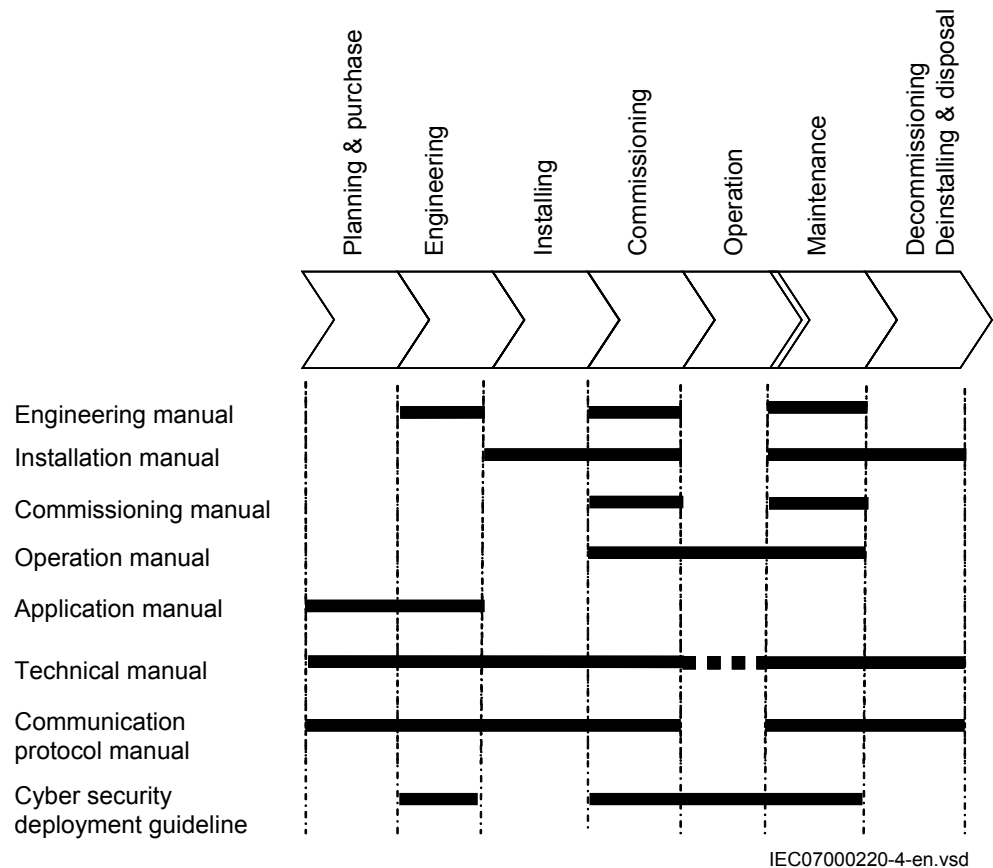 Planning & purchase
Engineering
Installing
Commissioning
Operation
Maintenance
Decommissioning
Deinstalling & disposal
Engineering manual
Installation manual
Commissioning manual
Operation manual
Application manual
Technical manual
Communication
protocol manual
Cyber security
deployment guideline
IEC07000220-4-en.vsd